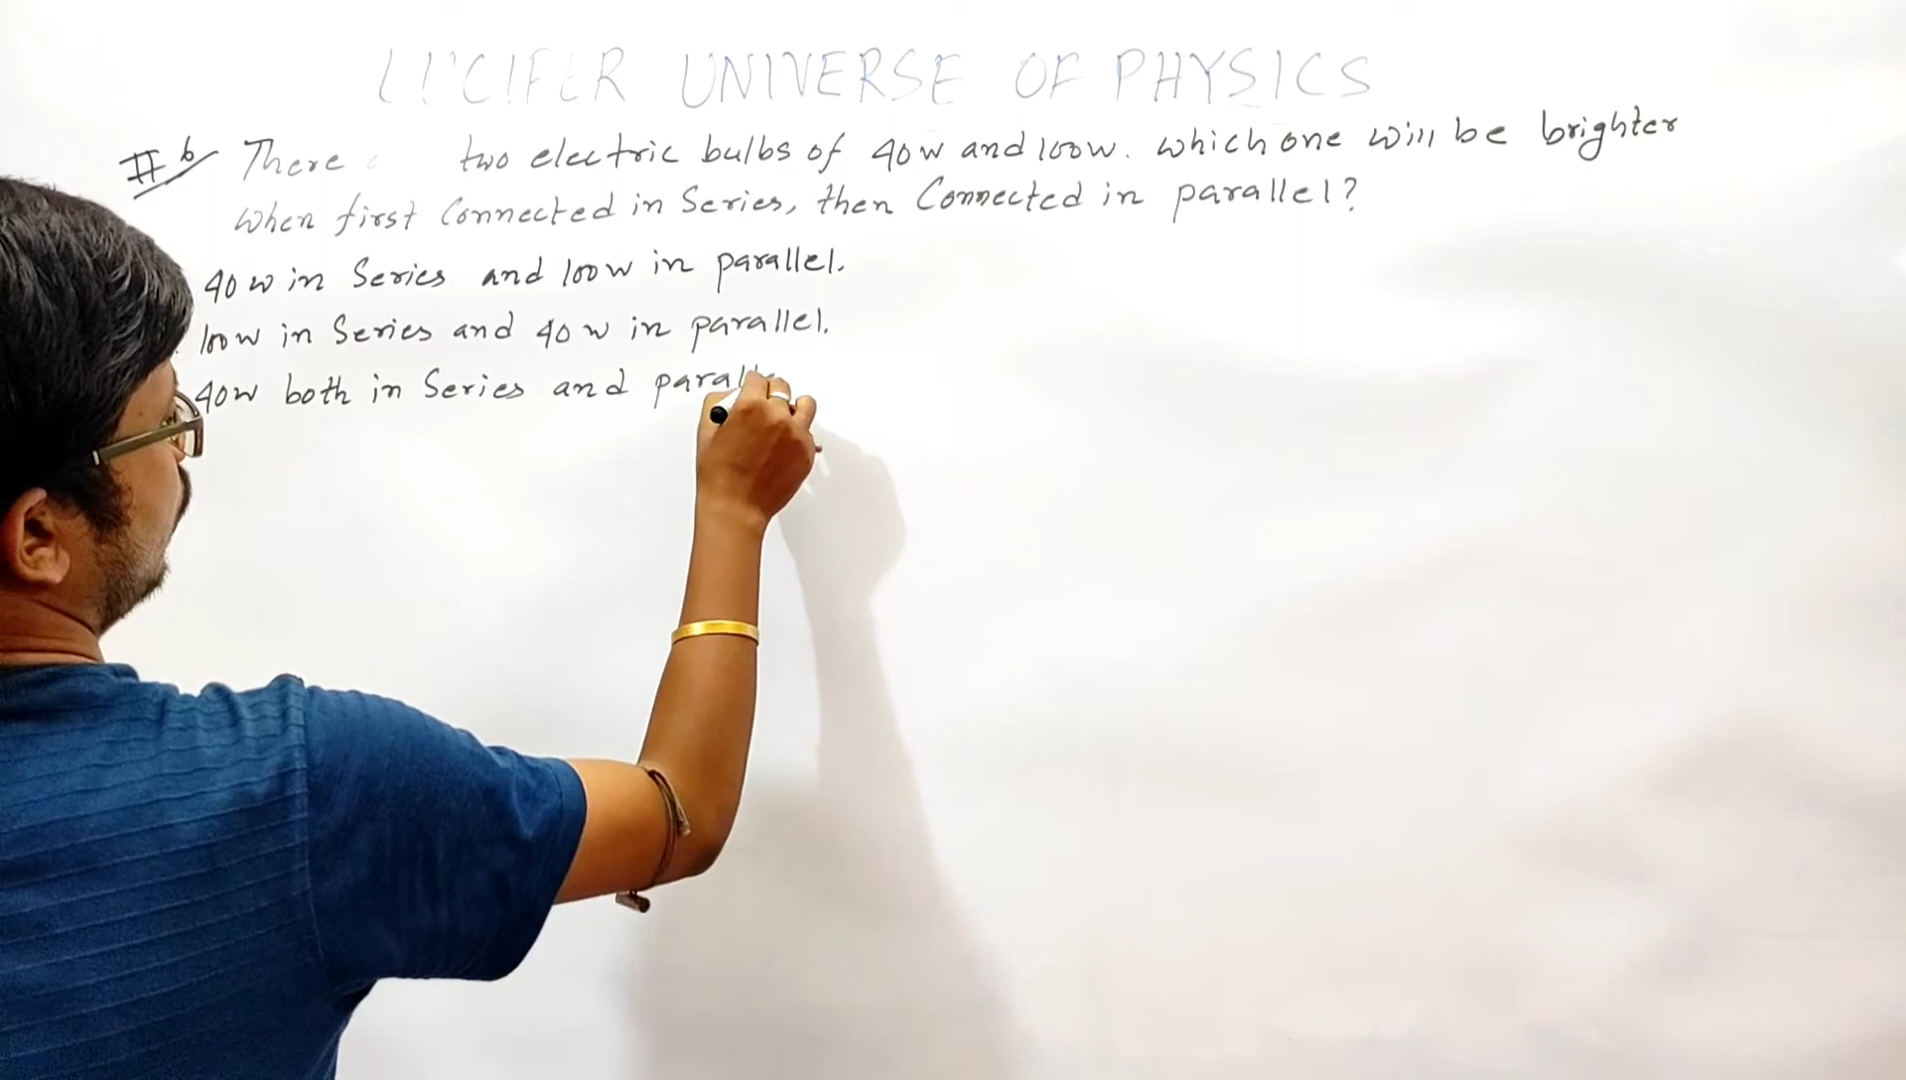 LUCIFER UNIVERSE OF PHYSICS
#6 There two electric bulbs of 40w and 100w. which one will be brighter
when first Connected in Series, then Connected in parallel?
40w in Series and 100w in parallel.
100w in Series and 40w in parallel.
40w both in Series and